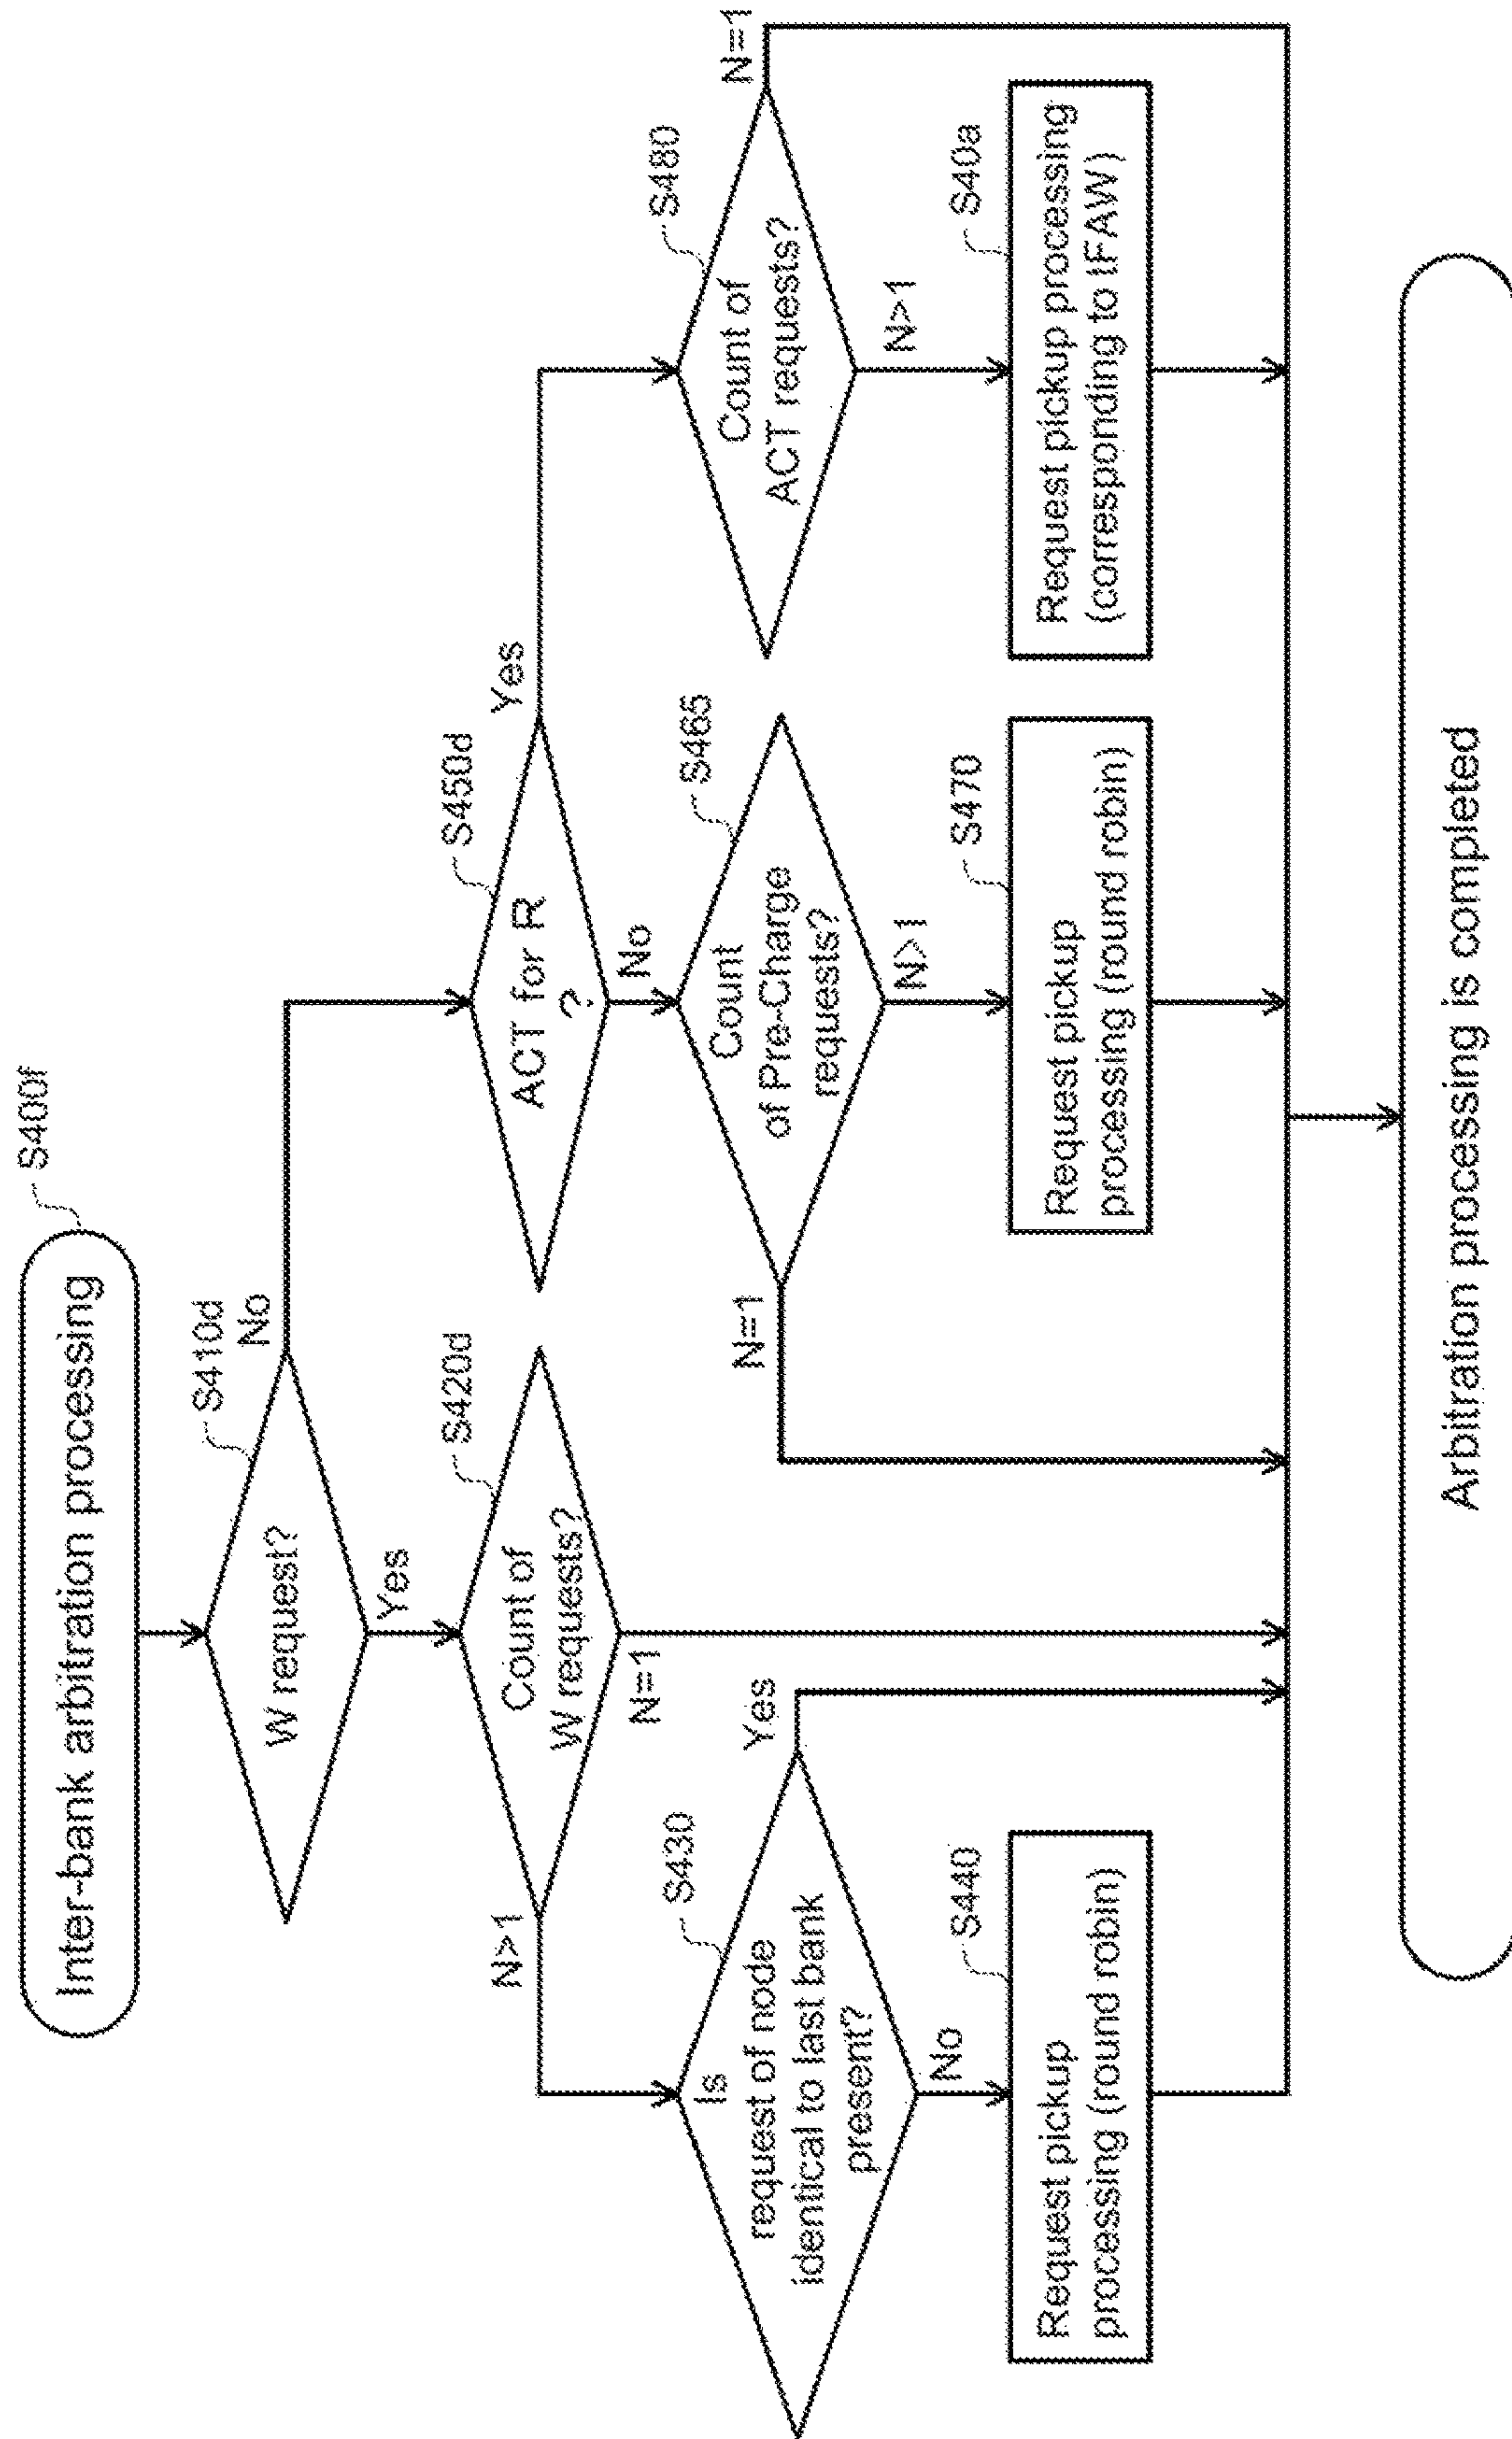 Inter-bank arbitration processing
S400f
W request?
S410d
No
Yes
Count of
W requests?
S420d
N>1
N=1
ACT for R
?
S450d
Yes
No
Is
request of node
identical to last bank
present?
S430
Yes
No
Count
of Pre-Charge
requests?
S465
N=1
N>1
Count of
ACT requests?
S480
N=1
N>1
Request pickup
processing (round robin)
S440
Request pickup
processing (round robin)
S470
Request pickup processing
(corresponding to tFAW)
S40a
Arbitration processing is completed